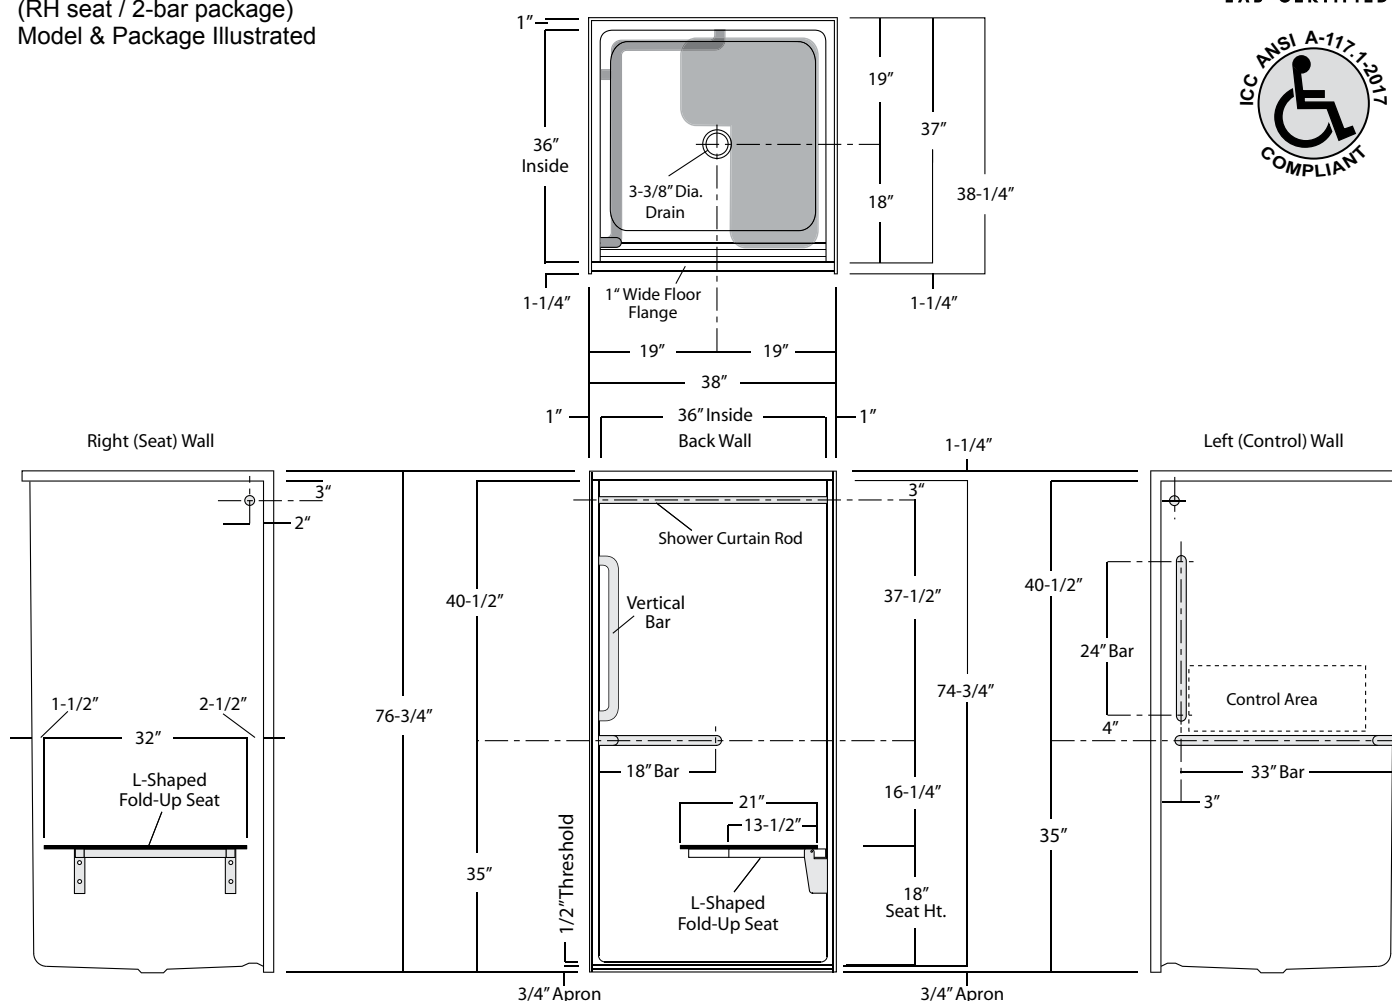 (RH seat / 2-bar package)
Model & Package Illustrated
ICC ANSI A-117.1-2017
COMPLIANT
1”
36”
Inside
3-3/8” Dia.
Drain
19”
18”
37”
38-1/4”
1-1/4”
1“ Wide Floor
Flange
1-1/4”
19”
19”
38”
1”
36” Inside
1”
Right (Seat) Wall
Back Wall
1-1/4”
Left (Control) Wall
3“
2“
3“
Shower Curtain Rod
40-1/2”
Vertical
Bar
37-1/2”
40-1/2”
24” Bar
1-1/2”
2-1/2”
76-3/4”
74-3/4”
Control Area
4”
32”
18” Bar
33” Bar
L-Shaped
Fold-Up Seat
21”
13-1/2”
16-1/4”
3”
35”
1/2” Threshold
L-Shaped
Fold-Up Seat
18”
Seat Ht.
35”
3/4” Apron
3/4” Apron